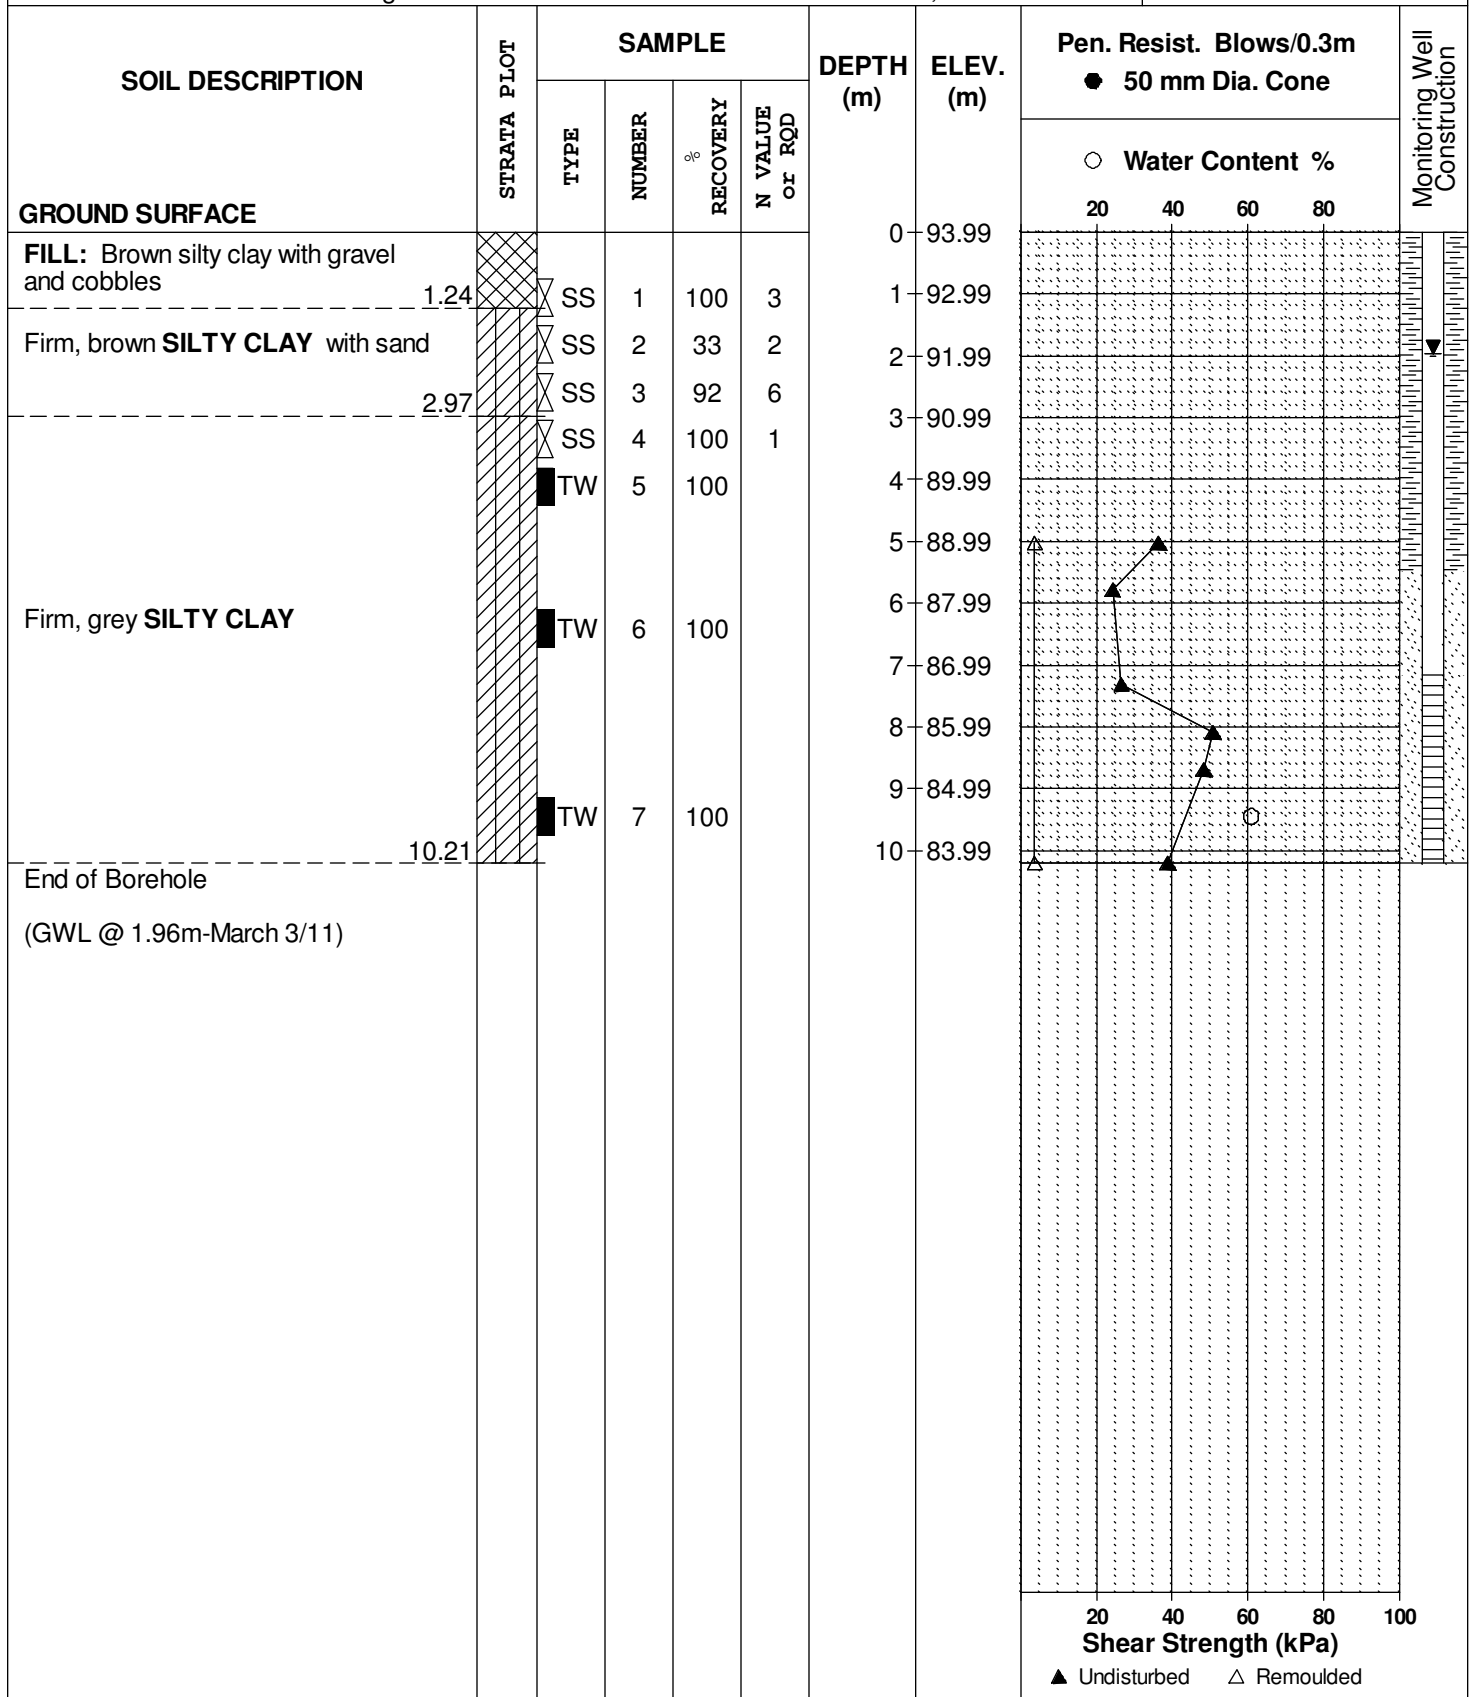 SOIL DESCRIPTION
GROUND SURFACE
STRATA PLOT
SAMPLE
TYPE
NUMBER
% RECOVERY
N VALUE or RQD
DEPTH (m)
ELEV. (m)
Pen. Resist. Blows/0.3m
● 50 mm Dia. Cone
○ Water Content %
20 40 60 80
Monitoring Well Construction
0 93.99
FILL: Brown silty clay with gravel
and cobbles
1.24
SS 1 100 3
1 92.99
Firm, brown SILTY CLAY with sand
SS 2 33 2
2 91.99
2.97
SS 3 92 6
3 90.99
SS 4 100 1
4 89.99
TW 5 100
5 88.99
6 87.99
Firm, grey SILTY CLAY
TW 6 100
7 86.99
8 85.99
9 84.99
TW 7 100
10.21
10 83.99
End of Borehole
(GWL @ 1.96m-March 3/11)
20 40 60 80 100
Shear Strength (kPa)
▲ Undisturbed △ Remoulded